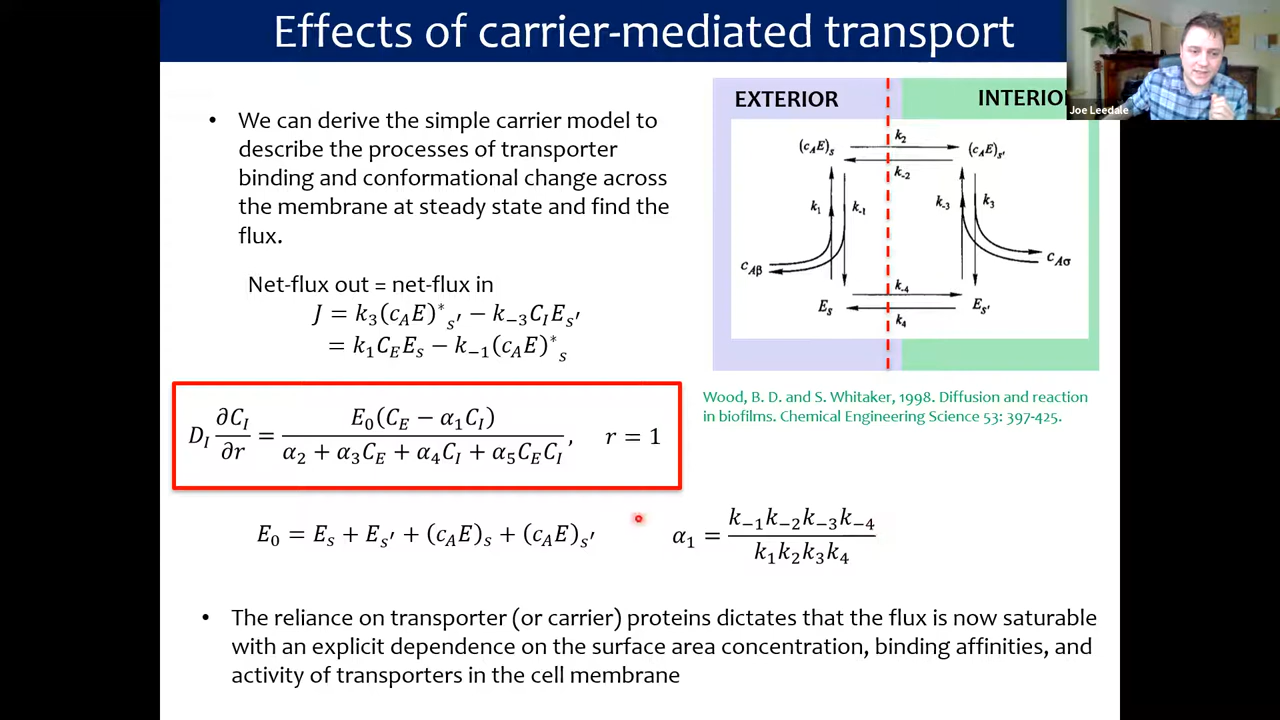 Effects of carrier-mediated transport
Joe Leedale
EXTERIOR
INTERIO
• We can derive the simple carrier model to
describe the processes of transporter
binding and conformational change across
the membrane at steady state and find the
flux.
Net-flux out = net-flux in
J = k₃(c_A E)*_s′ − k₋₃C_I E_s′
= k₁C_E E_s − k₋₁(c_A E)*_s
(c_A E)_s
k₂
(c_A E)_s′
k₋₂
k₁
k₋₁
k₋₃
k₃
c_Aβ
c_Aσ
k₋₄
E_s
E_s′
k₄
Wood, B. D. and S. Whitaker, 1998. Diffusion and reaction
in biofilms. Chemical Engineering Science 53: 397-425.
D_I ∂C_I/∂r = E₀(C_E − α₁C_I) / (α₂ + α₃C_E + α₄C_I + α₅C_E C_I), r = 1
E₀ = E_s + E_s′ + (c_A E)_s + (c_A E)_s′
α₁ = k₋₁k₋₂k₋₃k₋₄ / k₁k₂k₃k₄
• The reliance on transporter (or carrier) proteins dictates that the flux is now saturable
with an explicit dependence on the surface area concentration, binding affinities, and
activity of transporters in the cell membrane